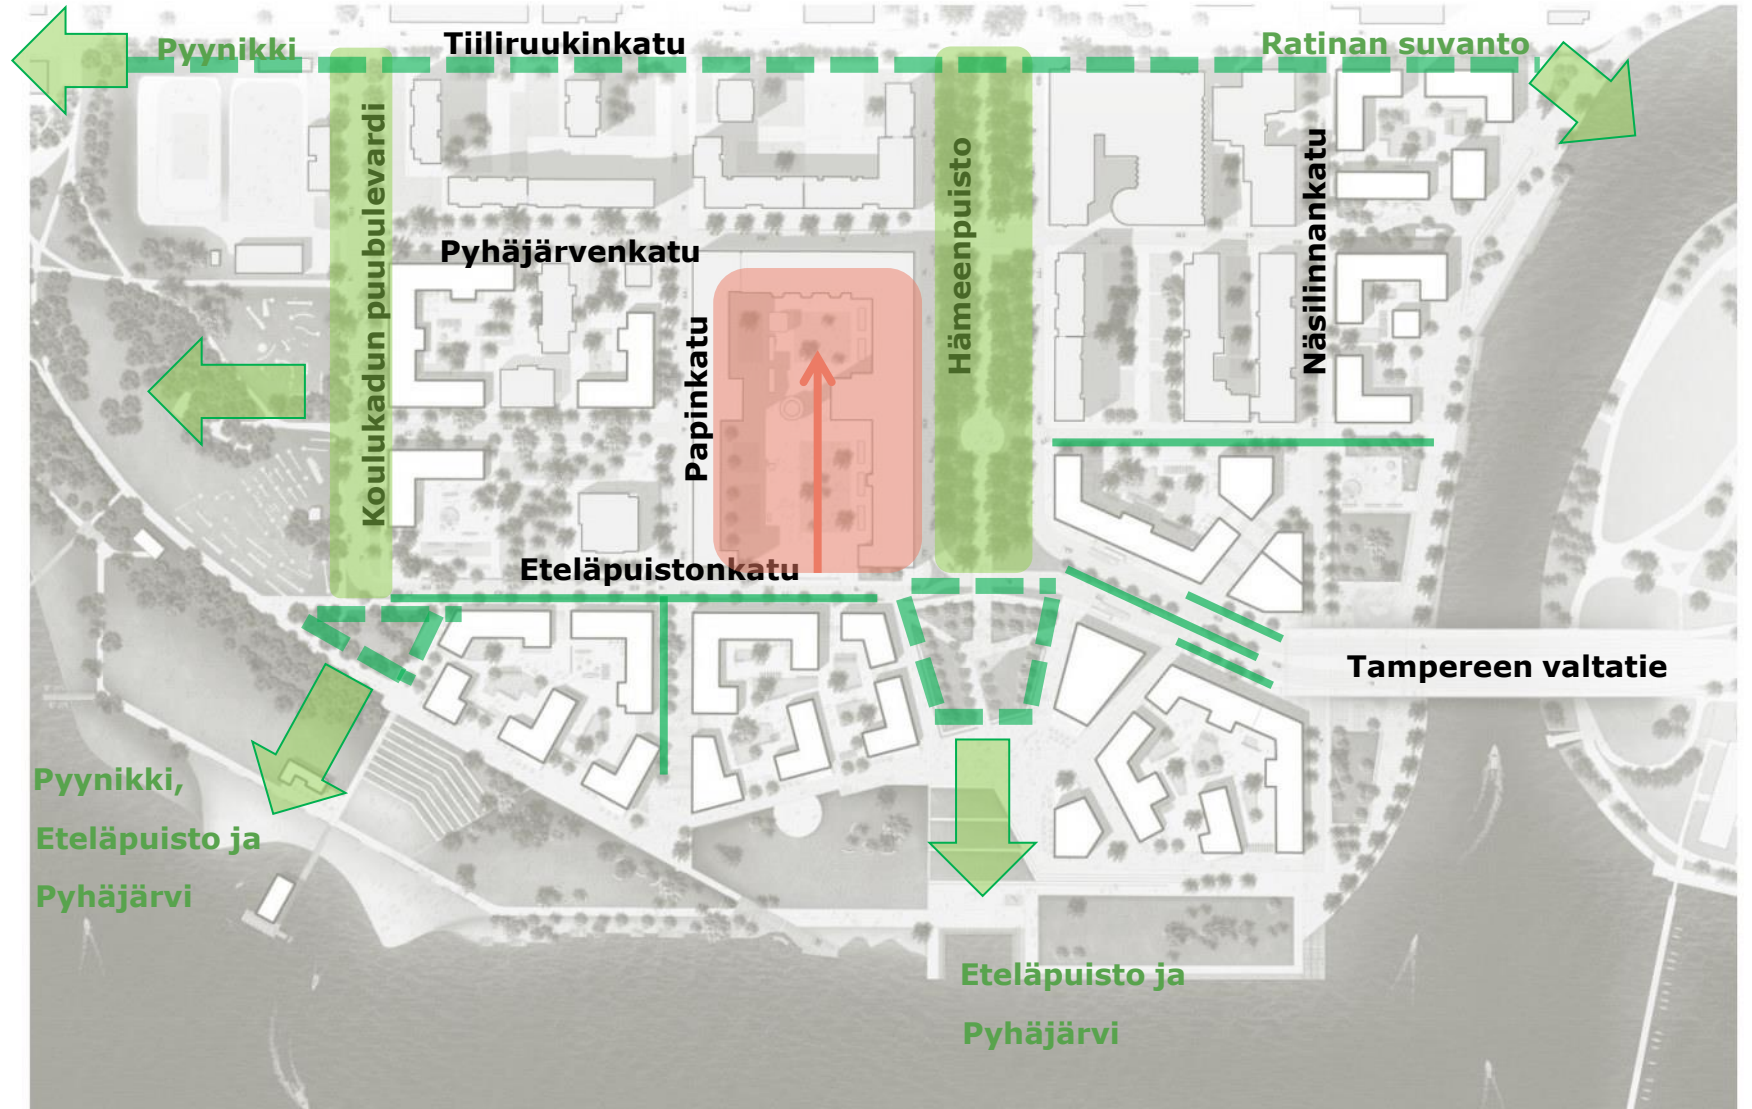 Pyynikki
Tiiliruukinkatu
Ratinan suvanto
Koulukadun puubulevardi
Hämeenpuisto
Näsilinnankatu
Pyhäjärvenkatu
Papinkatu
Eteläpuistonkatu
Tampereen valtatie
Pyynikki,
Eteläpuisto ja
Pyhäjärvi
Eteläpuisto ja
Pyhäjärvi